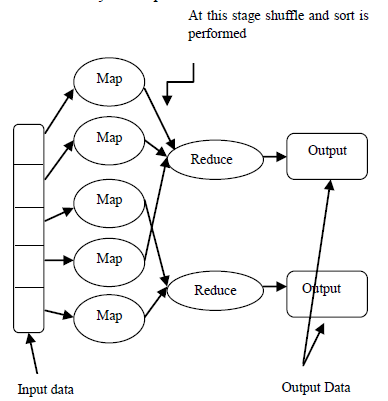 At this stage shuffle and sort is
performed
Map
Map
Reduce
Output
Map
Map
Reduce
Output
Map
Input data
Output Data